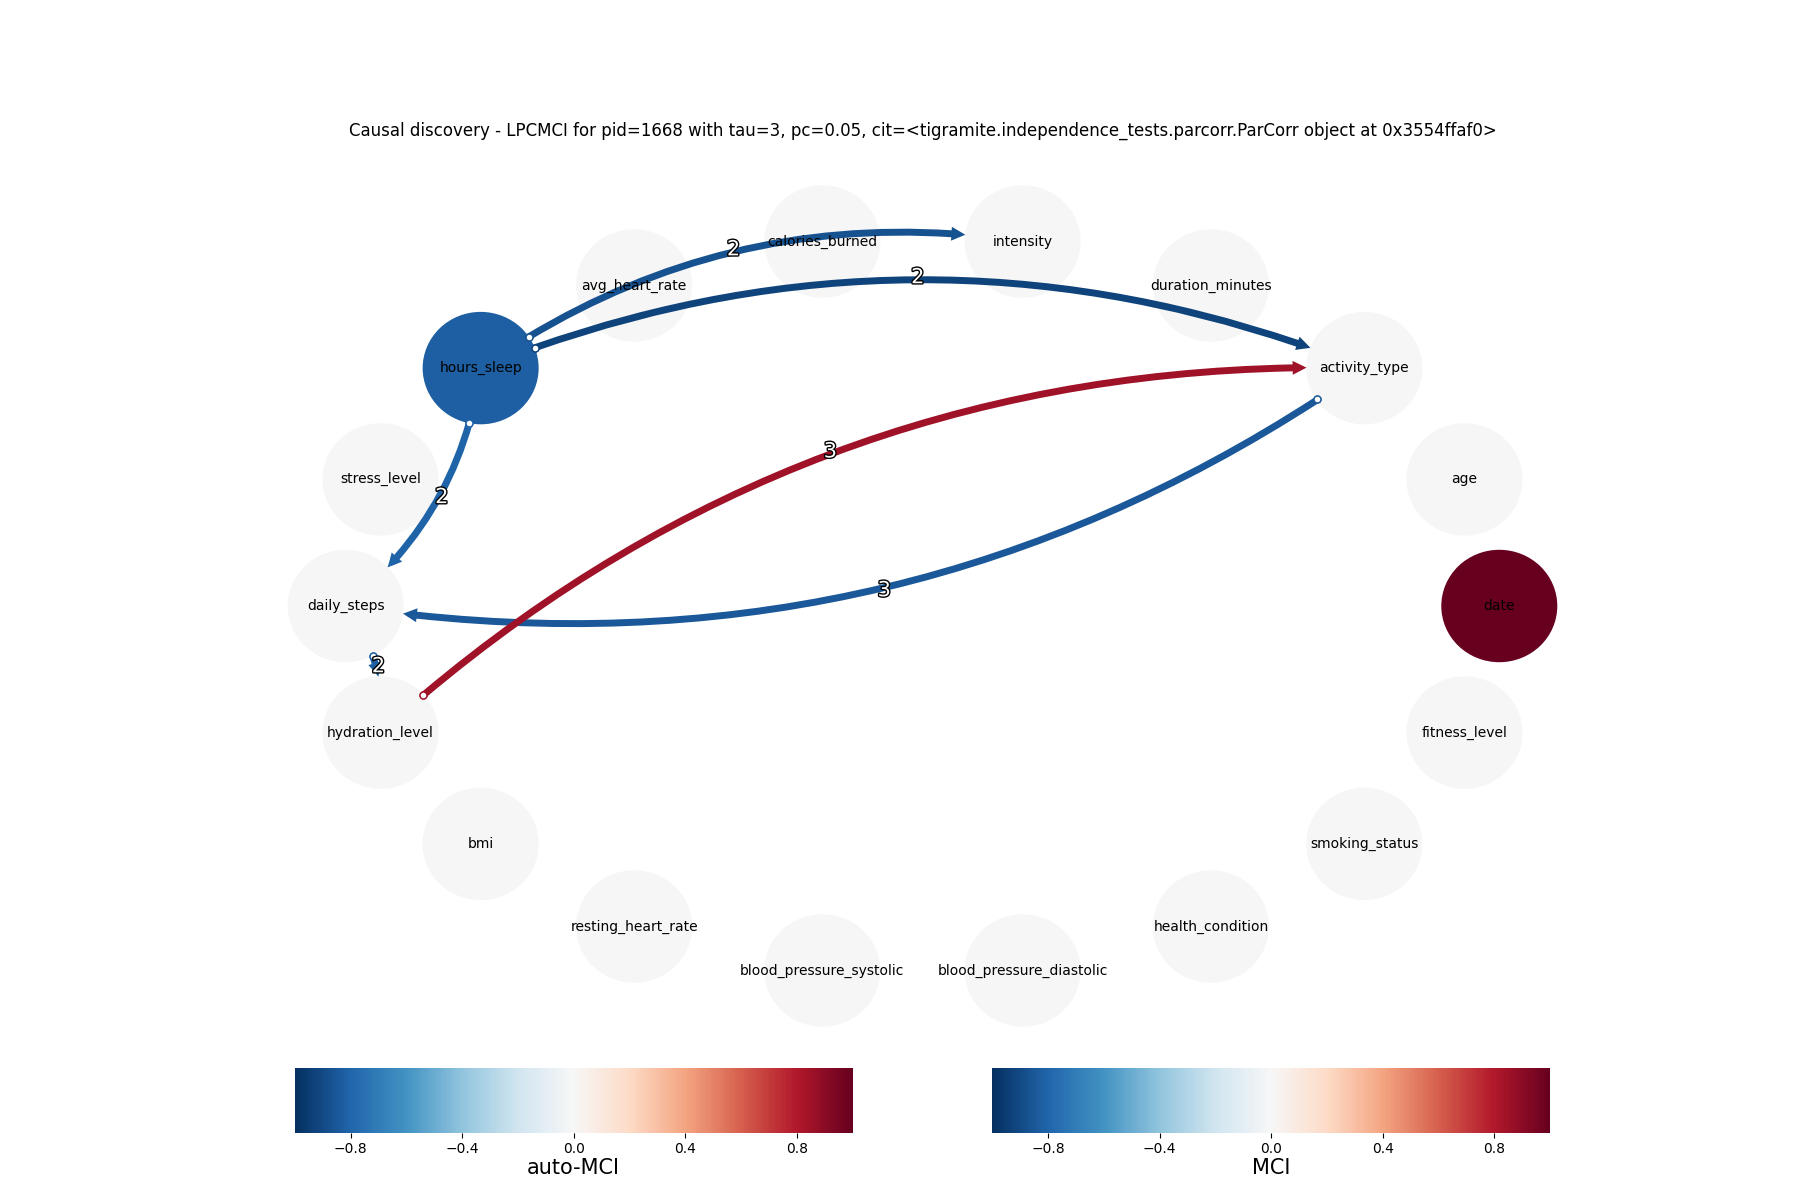 Causal discovery - LPCMCI for pid=1668 with tau=3, pc=0.05, cit=<tigramite.independence_tests.parcorr.ParCorr object at 0x3554ffaf0>
calories_burned
intensity
2
2
avg_heart_rate
duration_minutes
hours_sleep
activity_type
3
stress_level
age
2
3
daily_steps
date
2
hydration_level
fitness_level
bmi
smoking_status
resting_heart_rate
health_condition
blood_pressure_systolic
blood_pressure_diastolic
−0.8 −0.4 0.0 0.4 0.8
auto-MCI
−0.8 −0.4 0.0 0.4 0.8
MCI